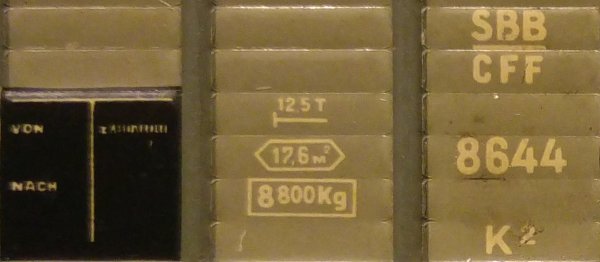 VON
NACH
12,5 T
17,6 M²
8 800 Kg
SBB
CFF
8644
K²